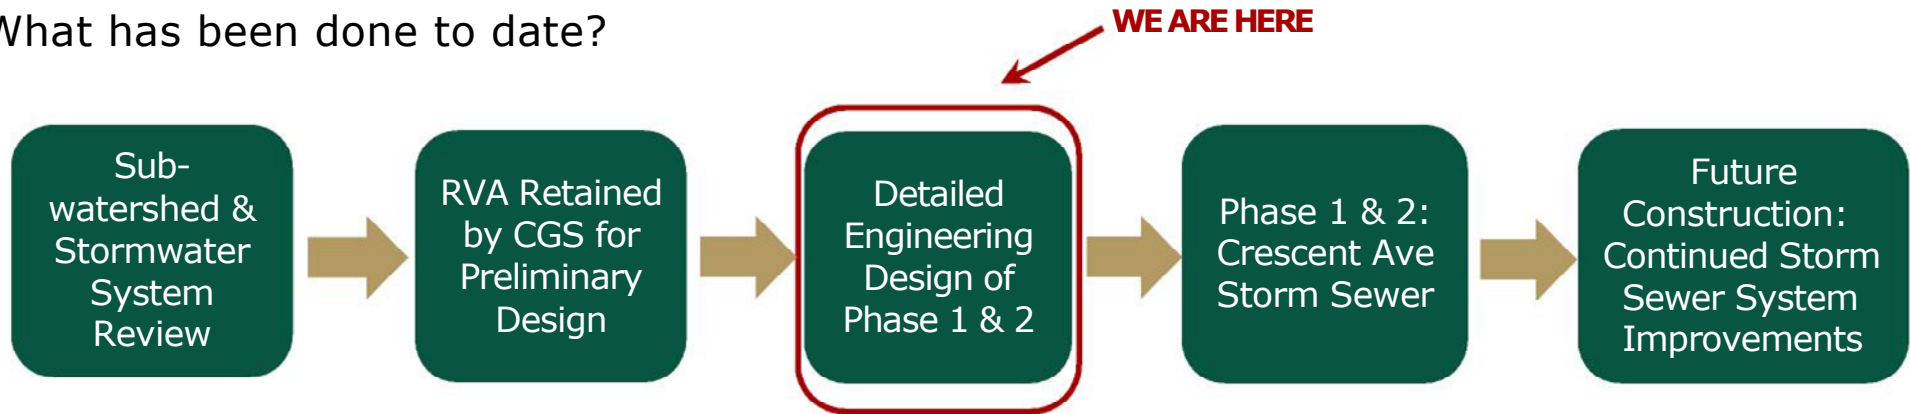 What has been done to date?
WE ARE HERE
Sub-
watershed &
Stormwater
System
Review
RVA Retained
by CGS for
Preliminary
Design
Detailed
Engineering
Design of
Phase 1 & 2
Phase 1 & 2:
Crescent Ave
Storm Sewer
Future
Construction:
Continued Storm
Sewer System
Improvements